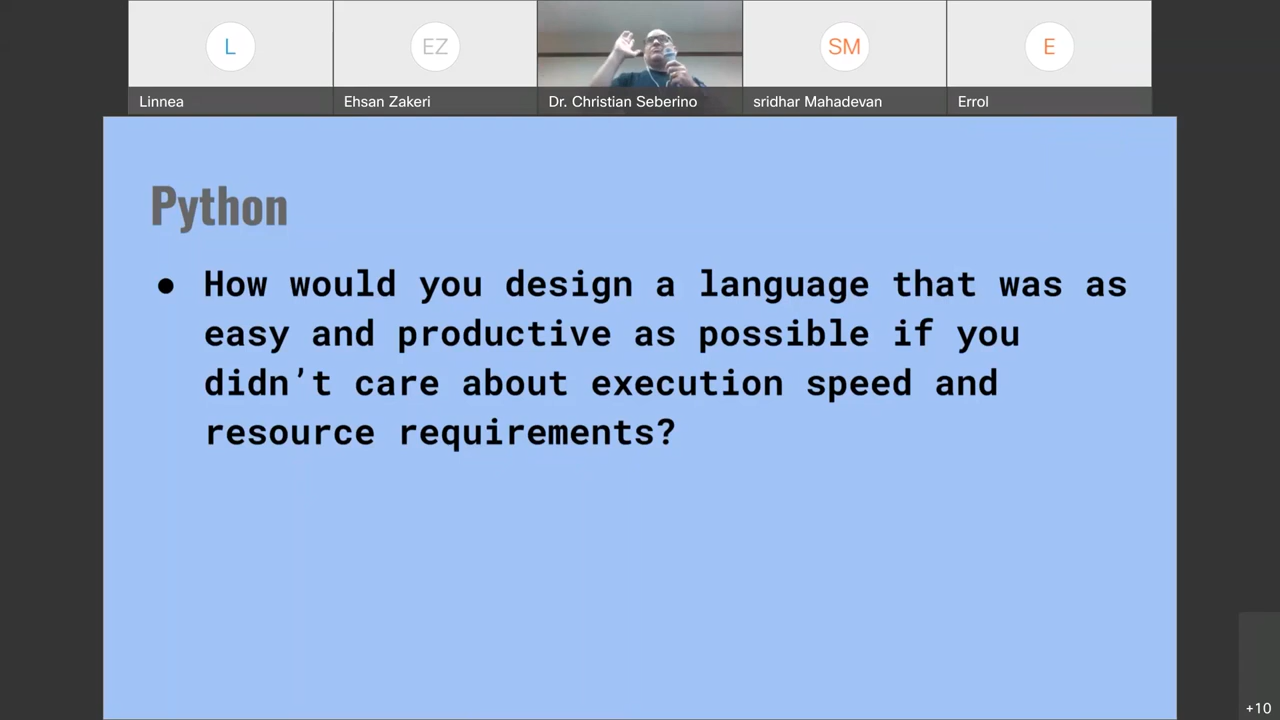 L
EZ
SM
E
Linnea
Ehsan Zakeri
Dr. Christian Seberino
sridhar Mahadevan
Errol
Python
● How would you design a language that was as
easy and productive as possible if you
didn’t care about execution speed and
resource requirements?
+10